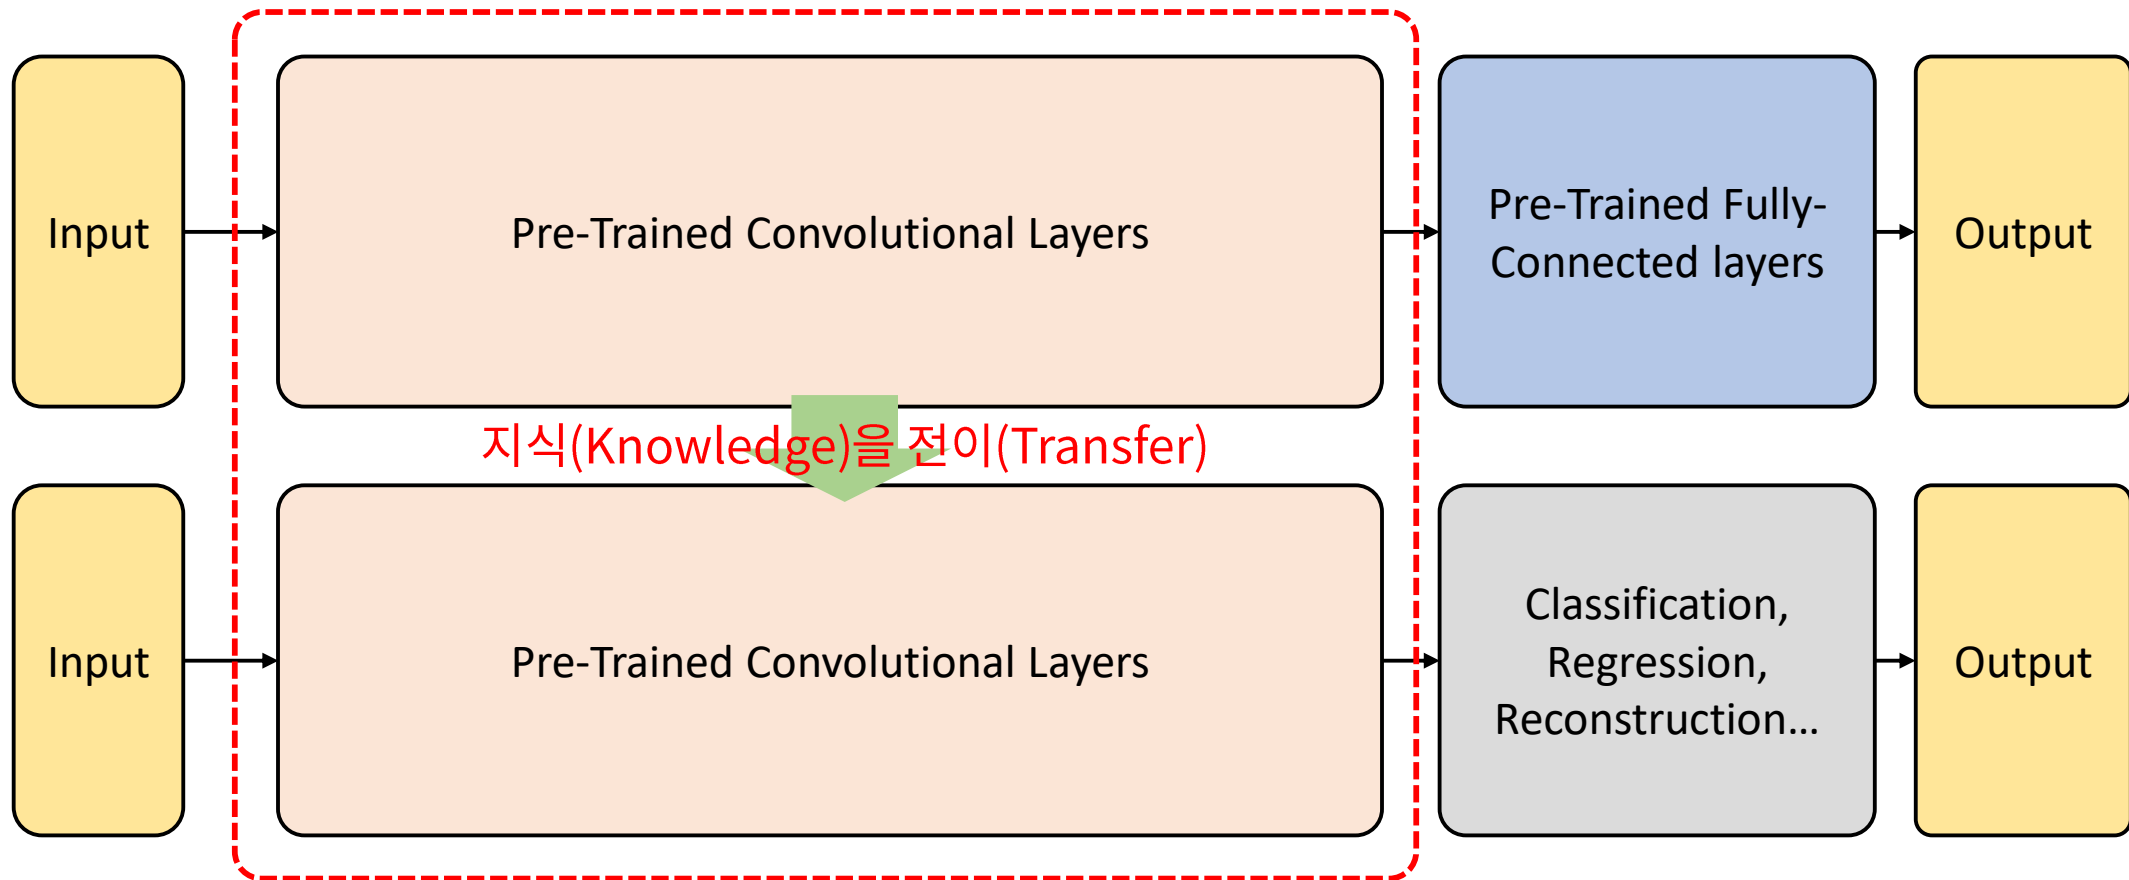 Input
Pre-Trained Convolutional Layers
Pre-Trained Fully-
Connected layers
Output
지식(Knowledge)을 전이(Transfer)
Input
Pre-Trained Convolutional Layers
Classification,
Regression,
Reconstruction...
Output